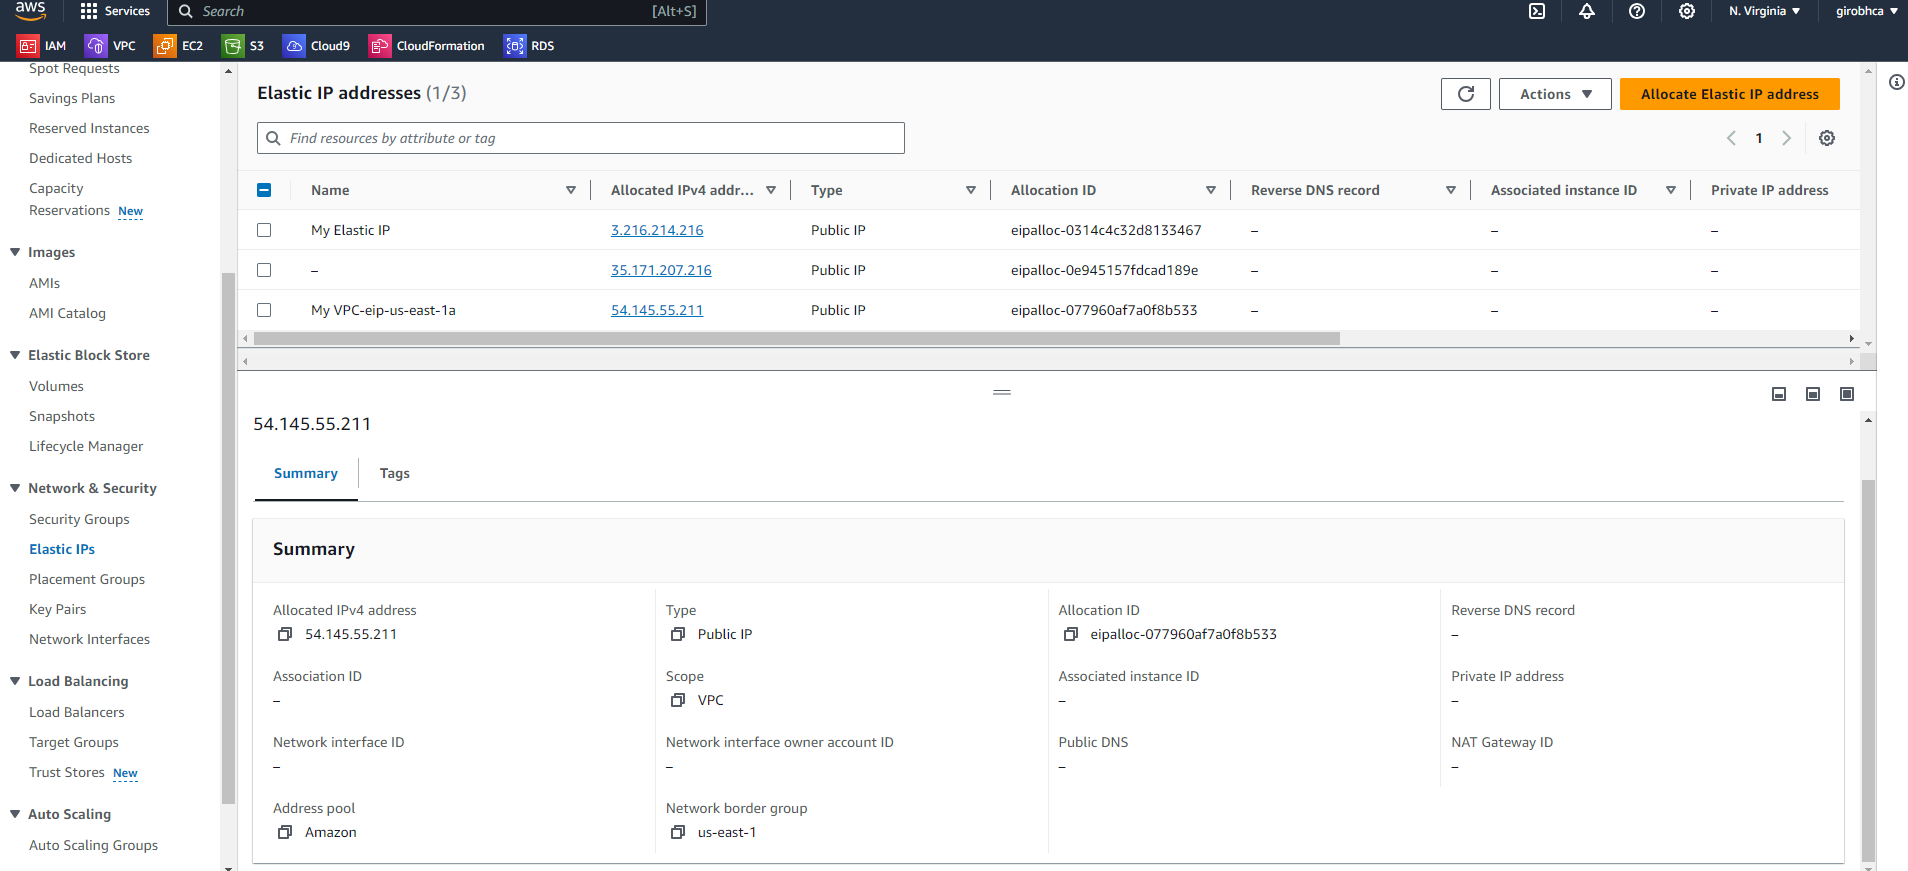 aws
Services
Search
[Alt+S]
N. Virginia
girobhca
IAM
VPC
EC2
S3
Cloud9
CloudFormation
RDS
Spot Requests
Savings Plans
Reserved Instances
Dedicated Hosts
Capacity
Reservations New
Images
AMIs
AMI Catalog
Elastic Block Store
Volumes
Snapshots
Lifecycle Manager
Network & Security
Security Groups
Elastic IPs
Placement Groups
Key Pairs
Network Interfaces
Load Balancing
Load Balancers
Target Groups
Trust Stores New
Auto Scaling
Auto Scaling Groups
Elastic IP addresses (1/3)
Actions
Allocate Elastic IP address
Find resources by attribute or tag
1
Name Allocated IPv4 addr... Type Allocation ID Reverse DNS record Associated instance ID Private IP address
My Elastic IP 3.216.214.216 Public IP eipalloc-0314c4c32d8133467 – – –
– 35.171.207.216 Public IP eipalloc-0e945157fdcad189e – – –
My VPC-eip-us-east-1a 54.145.55.211 Public IP eipalloc-077960af7a0f8b533 – – –
54.145.55.211
Summary Tags
Summary
Allocated IPv4 address Type Allocation ID Reverse DNS record
54.145.55.211 Public IP eipalloc-077960af7a0f8b533 –
Association ID Scope Associated instance ID Private IP address
– VPC – –
Network interface ID Network interface owner account ID Public DNS NAT Gateway ID
– – – –
Address pool Network border group
Amazon us-east-1